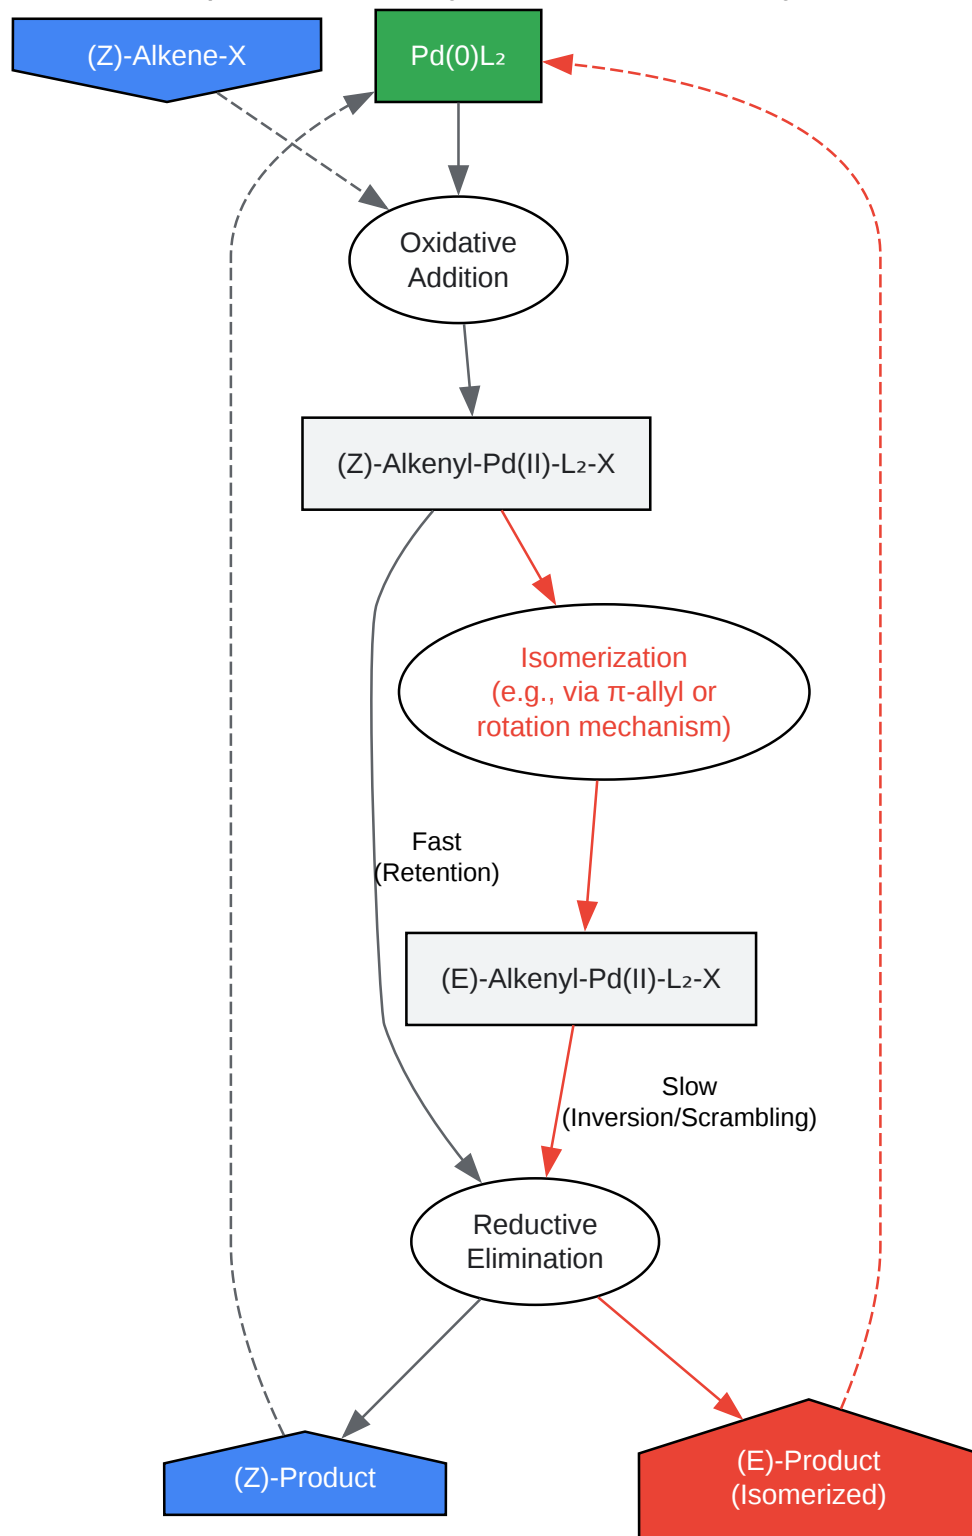 (Z)-Alkene-X
Pd(0)L₂
Oxidative
Addition
(Z)-Alkenyl-Pd(II)-L₂-X
Isomerization
(e.g., via π-allyl or
rotation mechanism)
Fast
(Retention)
(E)-Alkenyl-Pd(II)-L₂-X
Slow
(Inversion/Scrambling)
Reductive
Elimination
(Z)-Product
(E)-Product
(Isomerized)